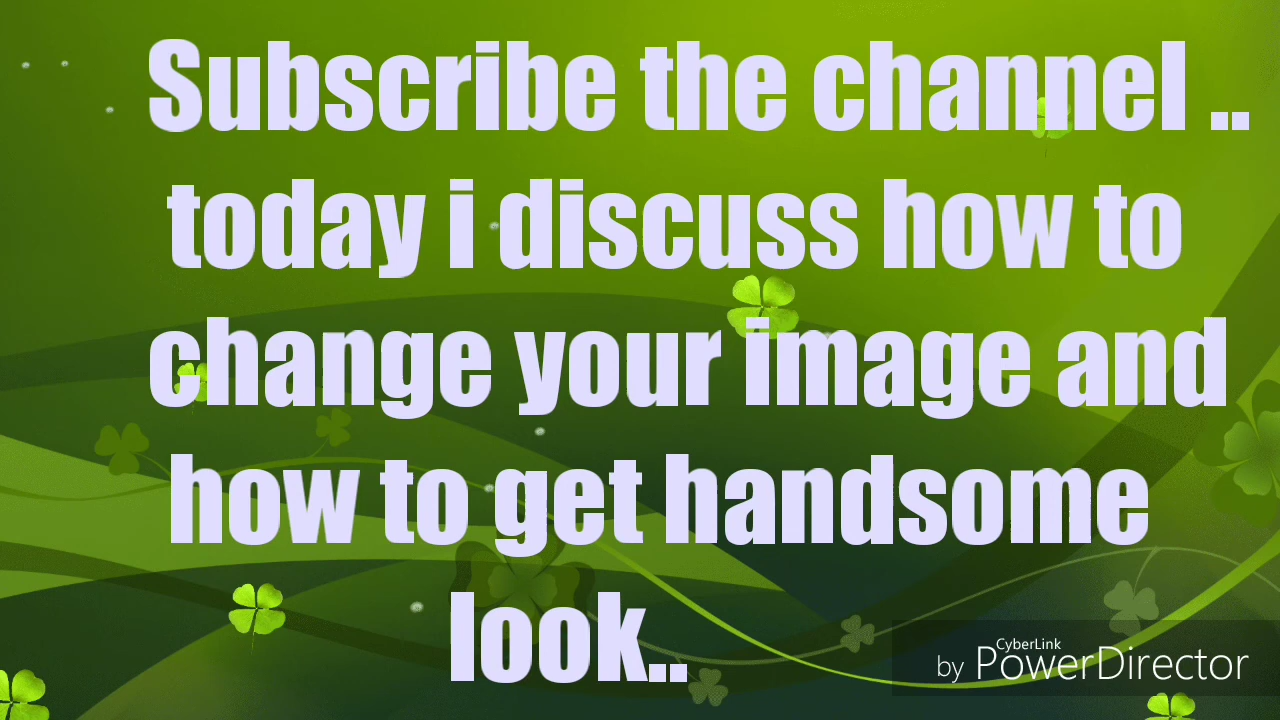 Subscribe the channel ..
today i discuss how to
change your image and
how to get handsome
look..
CyberLink
by PowerDirector